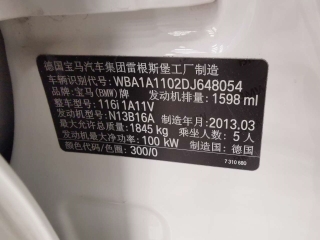 德国宝马汽车集团雷根斯堡工厂制造
车辆识别代号: WBA1A1102DJ648054
品牌: 宝马(BMW)牌 发动机排量: 1598 ml
整车型号: 116i 1A11V
发动机型号: N13B16A 制造年月: 2013.03
最大允许总质量: 1845 kg 乘坐人数: 5 人
发动机最大净功率: 100 kW 制造国: 德国
颜色代码/色圈: 300/0
7 310 680